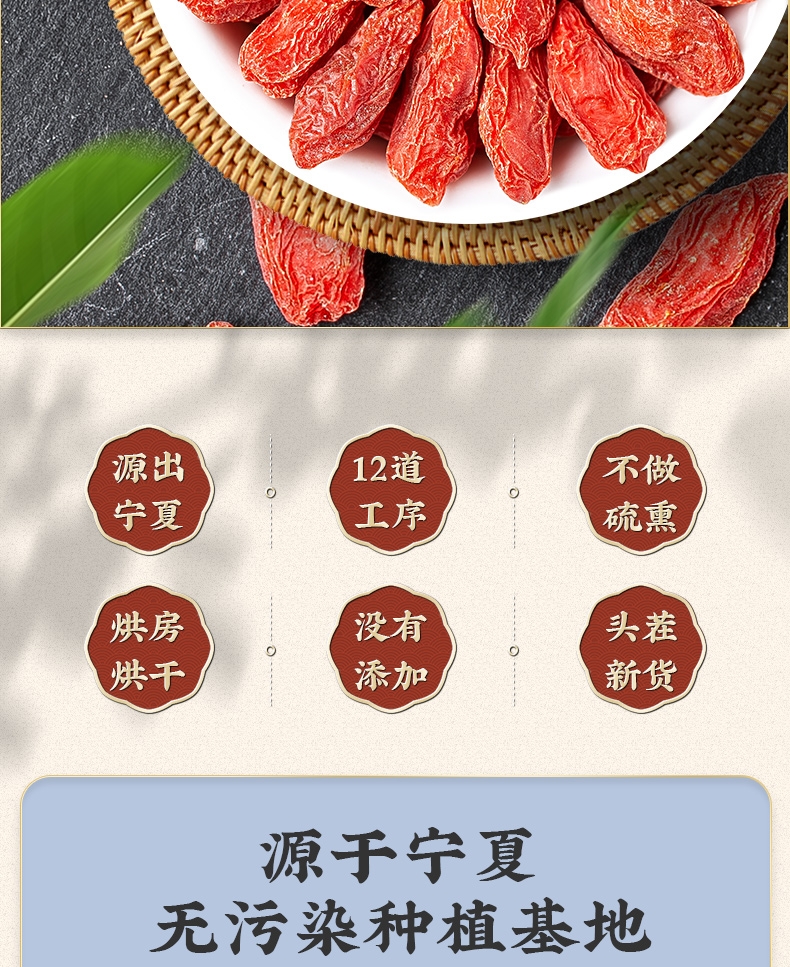 源出
宁夏
12道
工序
不做
硫熏
烘房
烘干
没有
添加
头茬
新货
源于宁夏
无污染种植基地